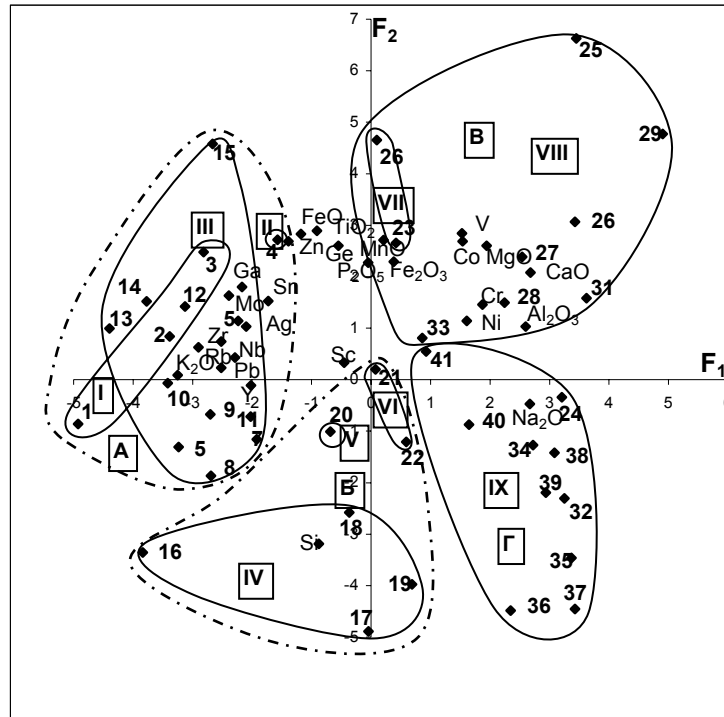 7
F₂
25
6
5
29
15
26
В
VIII
4
3
III
II
VII
FeO
TiO₂
V
26
4
Zn
Ge
MnO
23
Co
MgO
27
3
P₂O₅
Fe₂O₃
CaO
2
Ga
14
12
Mo
Sn
Cr
28
31
13
5
Ag
Ni
Al₂O₃
1
2
Zr
Nb
33
41
K₂O
Rb
Pb
Sc
21
F₁
-5
-4
-3
-2
-1
0
0
1
2
3
4
5
6
I
10
Y
VI
24
1
9
11
20
-1
40
Na₂O
А
5
7
V
22
34
38
8
Б
-2
IX
39
32
18
16
Si
-3
Г
35
IV
19
-4
36
37
17
-5